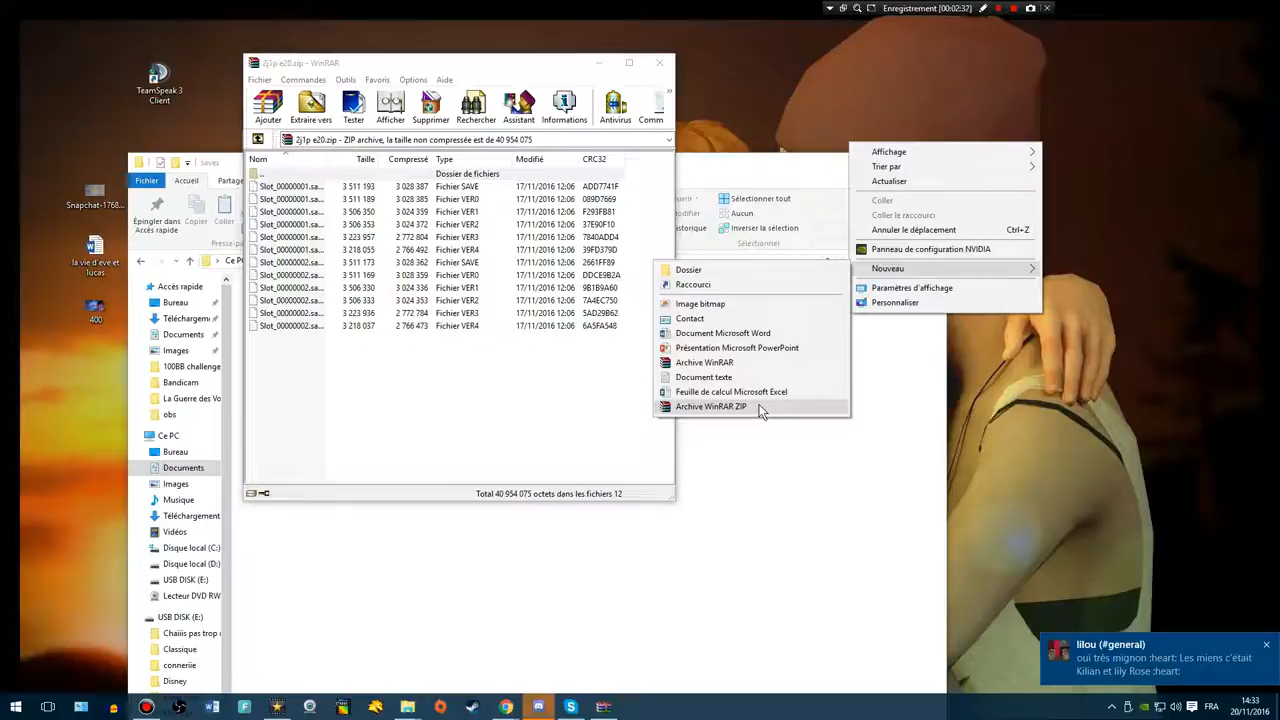 Enregistrement [00:02:32]
TeamSpeak 3
Client
Snapchat-1768...
la vie d'eve et
lucas
400
2j1p e20.zip - WinRAR
Fichier Commandes Outils Favoris Options Aide
Ajouter Extraire vers Tester Afficher Supprimer Rechercher Assistant Informations Antivirus Comm
2j1p e20.zip - ZIP archive, la taille non compressée est de 40 954 075
Nom Taille Compressé Type Modifié CRC32
.. Dossier de fichiers
Slot_00000001.sa... 3 511 193 3 028 387 Fichier SAVE 17/11/2016 12:06 ADD7741F
Slot_00000001.sa... 3 511 189 3 028 385 Fichier VER0 17/11/2016 12:06 089D7669
Slot_00000001.sa... 3 506 350 3 024 359 Fichier VER1 17/11/2016 12:06 F293FB81
Slot_00000001.sa... 3 506 353 3 024 372 Fichier VER2 17/11/2016 12:06 37E90F10
Slot_00000001.sa... 3 223 957 2 772 804 Fichier VER3 17/11/2016 12:06 7840ADD4
Slot_00000001.sa... 3 218 055 2 766 492 Fichier VER4 17/11/2016 12:06 39FD379D
Slot_00000002.sa... 3 511 173 3 028 362 Fichier SAVE 17/11/2016 12:06 2661FF89
Slot_00000002.sa... 3 511 169 3 028 359 Fichier VER0 17/11/2016 12:06 DDCE9B2A
Slot_00000002.sa... 3 506 330 3 024 336 Fichier VER1 17/11/2016 12:06 9B1A9A60
Slot_00000002.sa... 3 506 333 3 024 353 Fichier VER2 17/11/2016 12:06 7A4EC750
Slot_00000002.sa... 3 223 936 2 772 784 Fichier VER3 17/11/2016 12:06 5AD29B62
Slot_00000002.sa... 3 218 037 2 766 473 Fichier VER4 17/11/2016 12:06 6A5FA548
Total 40 954 075 octets dans les fichiers 12
saves
Fichier Accueil Partage
Épingler dans
Accès rapide
Copier Coller
Presse-pa
Ce PC
Accès rapide
Bureau
Téléchargem
Documents
Images
100BB challenge
Bandicam
La Guerre des Vo
obs
Ce PC
Bureau
Documents
Images
Musique
Téléchargement
Vidéos
Disque local (C:)
Disque local (D:)
USB DISK (E:)
Lecteur DVD RW
USB DISK (E:)
Chaiiis pas trop
Classique
conneriie
Disney
uvrir
odifier
istorique
Sélectionner tout
Aucun
Inverser la sélection
Sélectionner
Affichage
Trier par
Actualiser
Coller
Coller le raccourci
Annuler le déplacement Ctrl+Z
Panneau de configuration NVIDIA
Nouveau
Paramètres d'affichage
Personnaliser
Dossier
Raccourci
Image bitmap
Contact
Document Microsoft Word
Présentation Microsoft PowerPoint
Archive WinRAR
Document texte
Feuille de calcul Microsoft Excel
Archive WinRAR ZIP
lilou (#general)
oui très mignon :heart: Les miens c'était
Kilian et lily Rose :heart:
FRA
14:33
20/11/2016